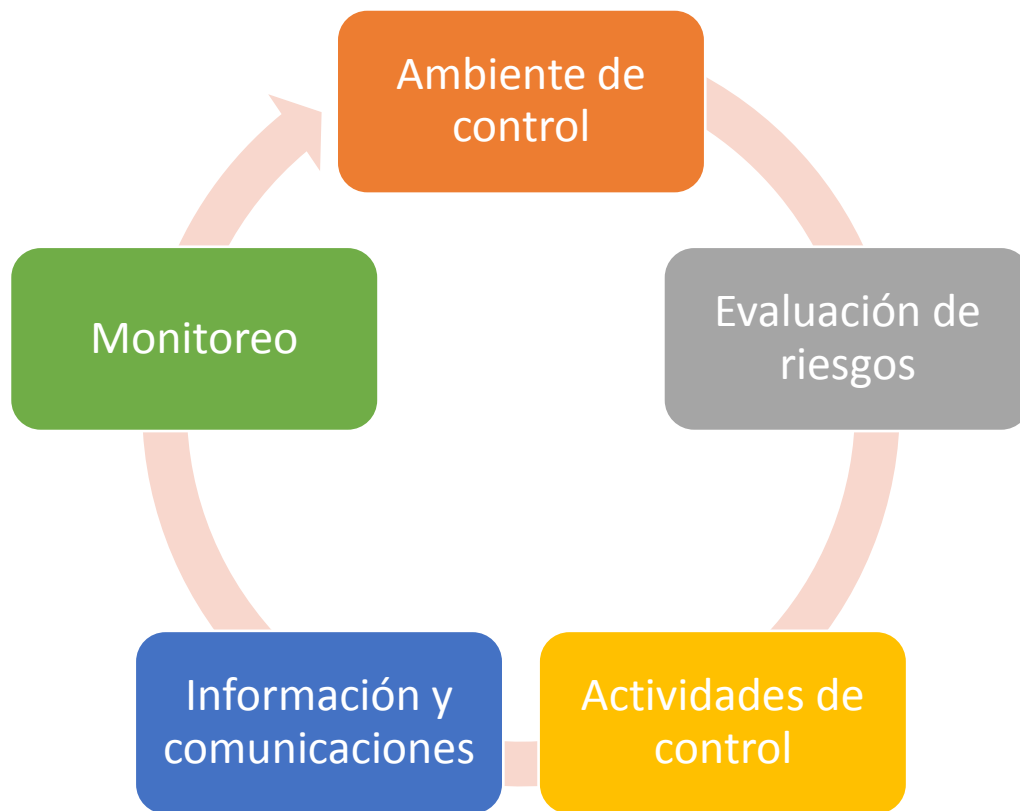 Ambiente de
control
Evaluación de
riesgos
Actividades de
control
Información y
comunicaciones
Monitoreo